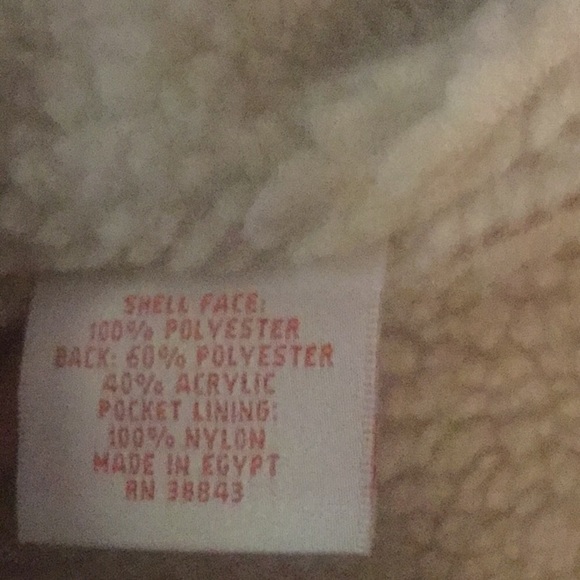 SHELL FACE:
100% POLYESTER
BACK: 60% POLYESTER
40% ACRYLIC
POCKET LINING:
100% NYLON
MADE IN EGYPT
RN 38843